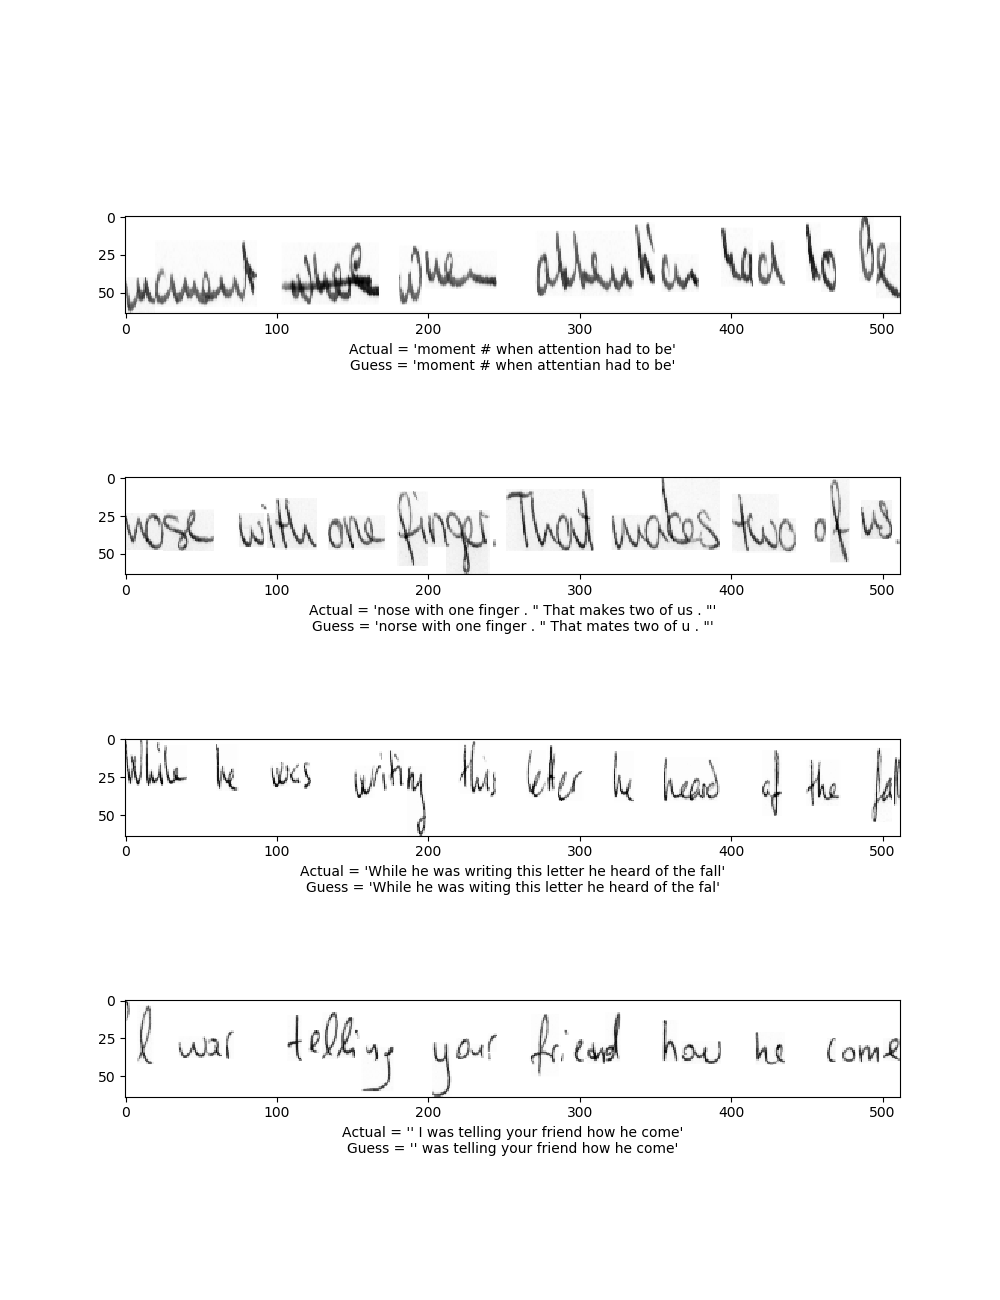 0
25
50
moment # when attention had to be
0 100 200 300 400 500
Actual = 'moment # when attention had to be'
Guess = 'moment # when attentian had to be'
0
25
50
nose with one finger. That makes two of us.
0 100 200 300 400 500
Actual = 'nose with one finger . " That makes two of us . "'
Guess = 'norse with one finger . " That mates two of u . "'
0
25
50
While he was writing this letter he heard of the fall
0 100 200 300 400 500
Actual = 'While he was writing this letter he heard of the fall'
Guess = 'While he was witing this letter he heard of the fal'
0
25
50
' I was telling your friend how he come
0 100 200 300 400 500
Actual = '' I was telling your friend how he come'
Guess = '' was telling your friend how he come'